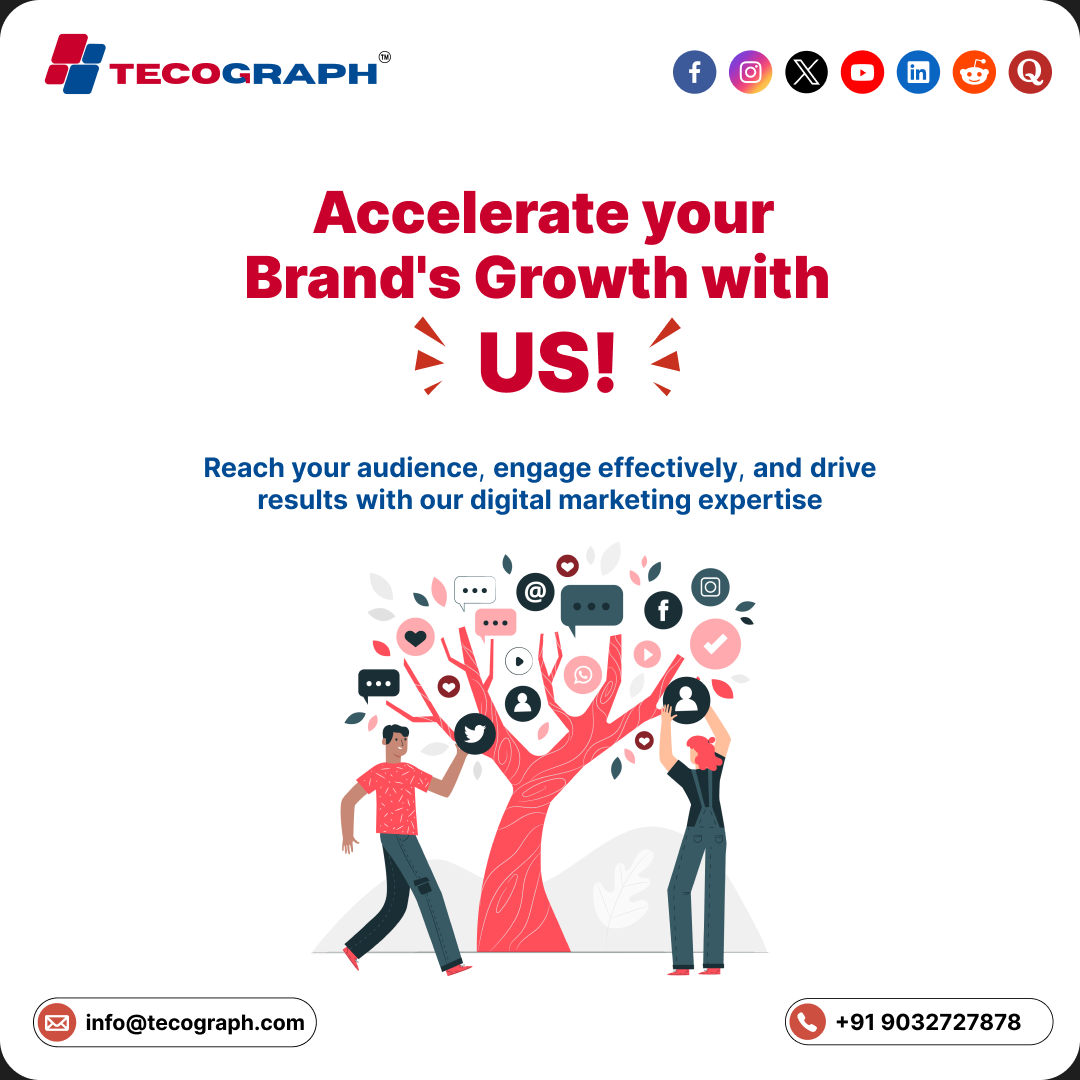 TECOGRAPH™
Accelerate your
Brand's Growth with
US!
Reach your audience, engage effectively, and drive
results with our digital marketing expertise
info@tecograph.com
+91 9032727878